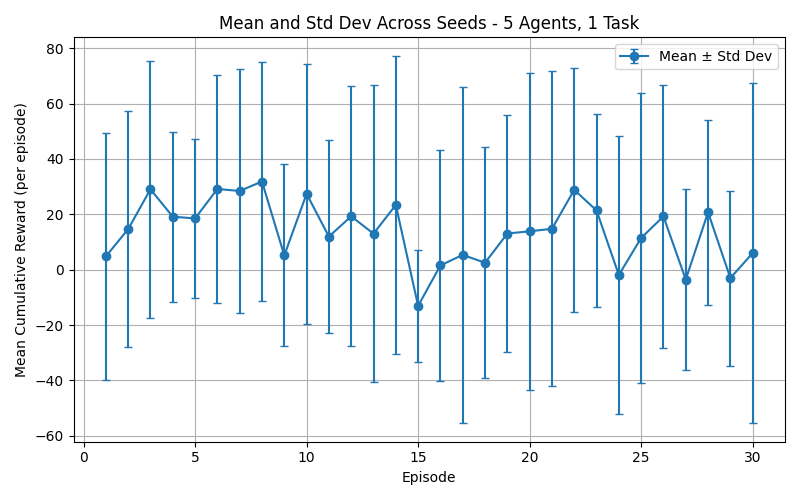 Mean and Std Dev Across Seeds - 5 Agents, 1 Task
Mean ± Std Dev
Mean Cumulative Reward (per episode)
80
60
40
20
0
−20
−40
−60
0 5 10 15 20 25 30
Episode